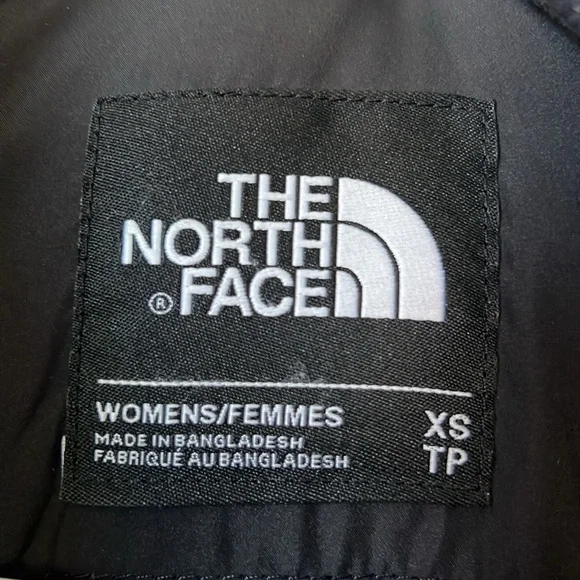 THE
NORTH
® FACE
WOMENS/FEMMES XS
MADE IN BANGLADESH TP
FABRIQUÉ AU BANGLADESH